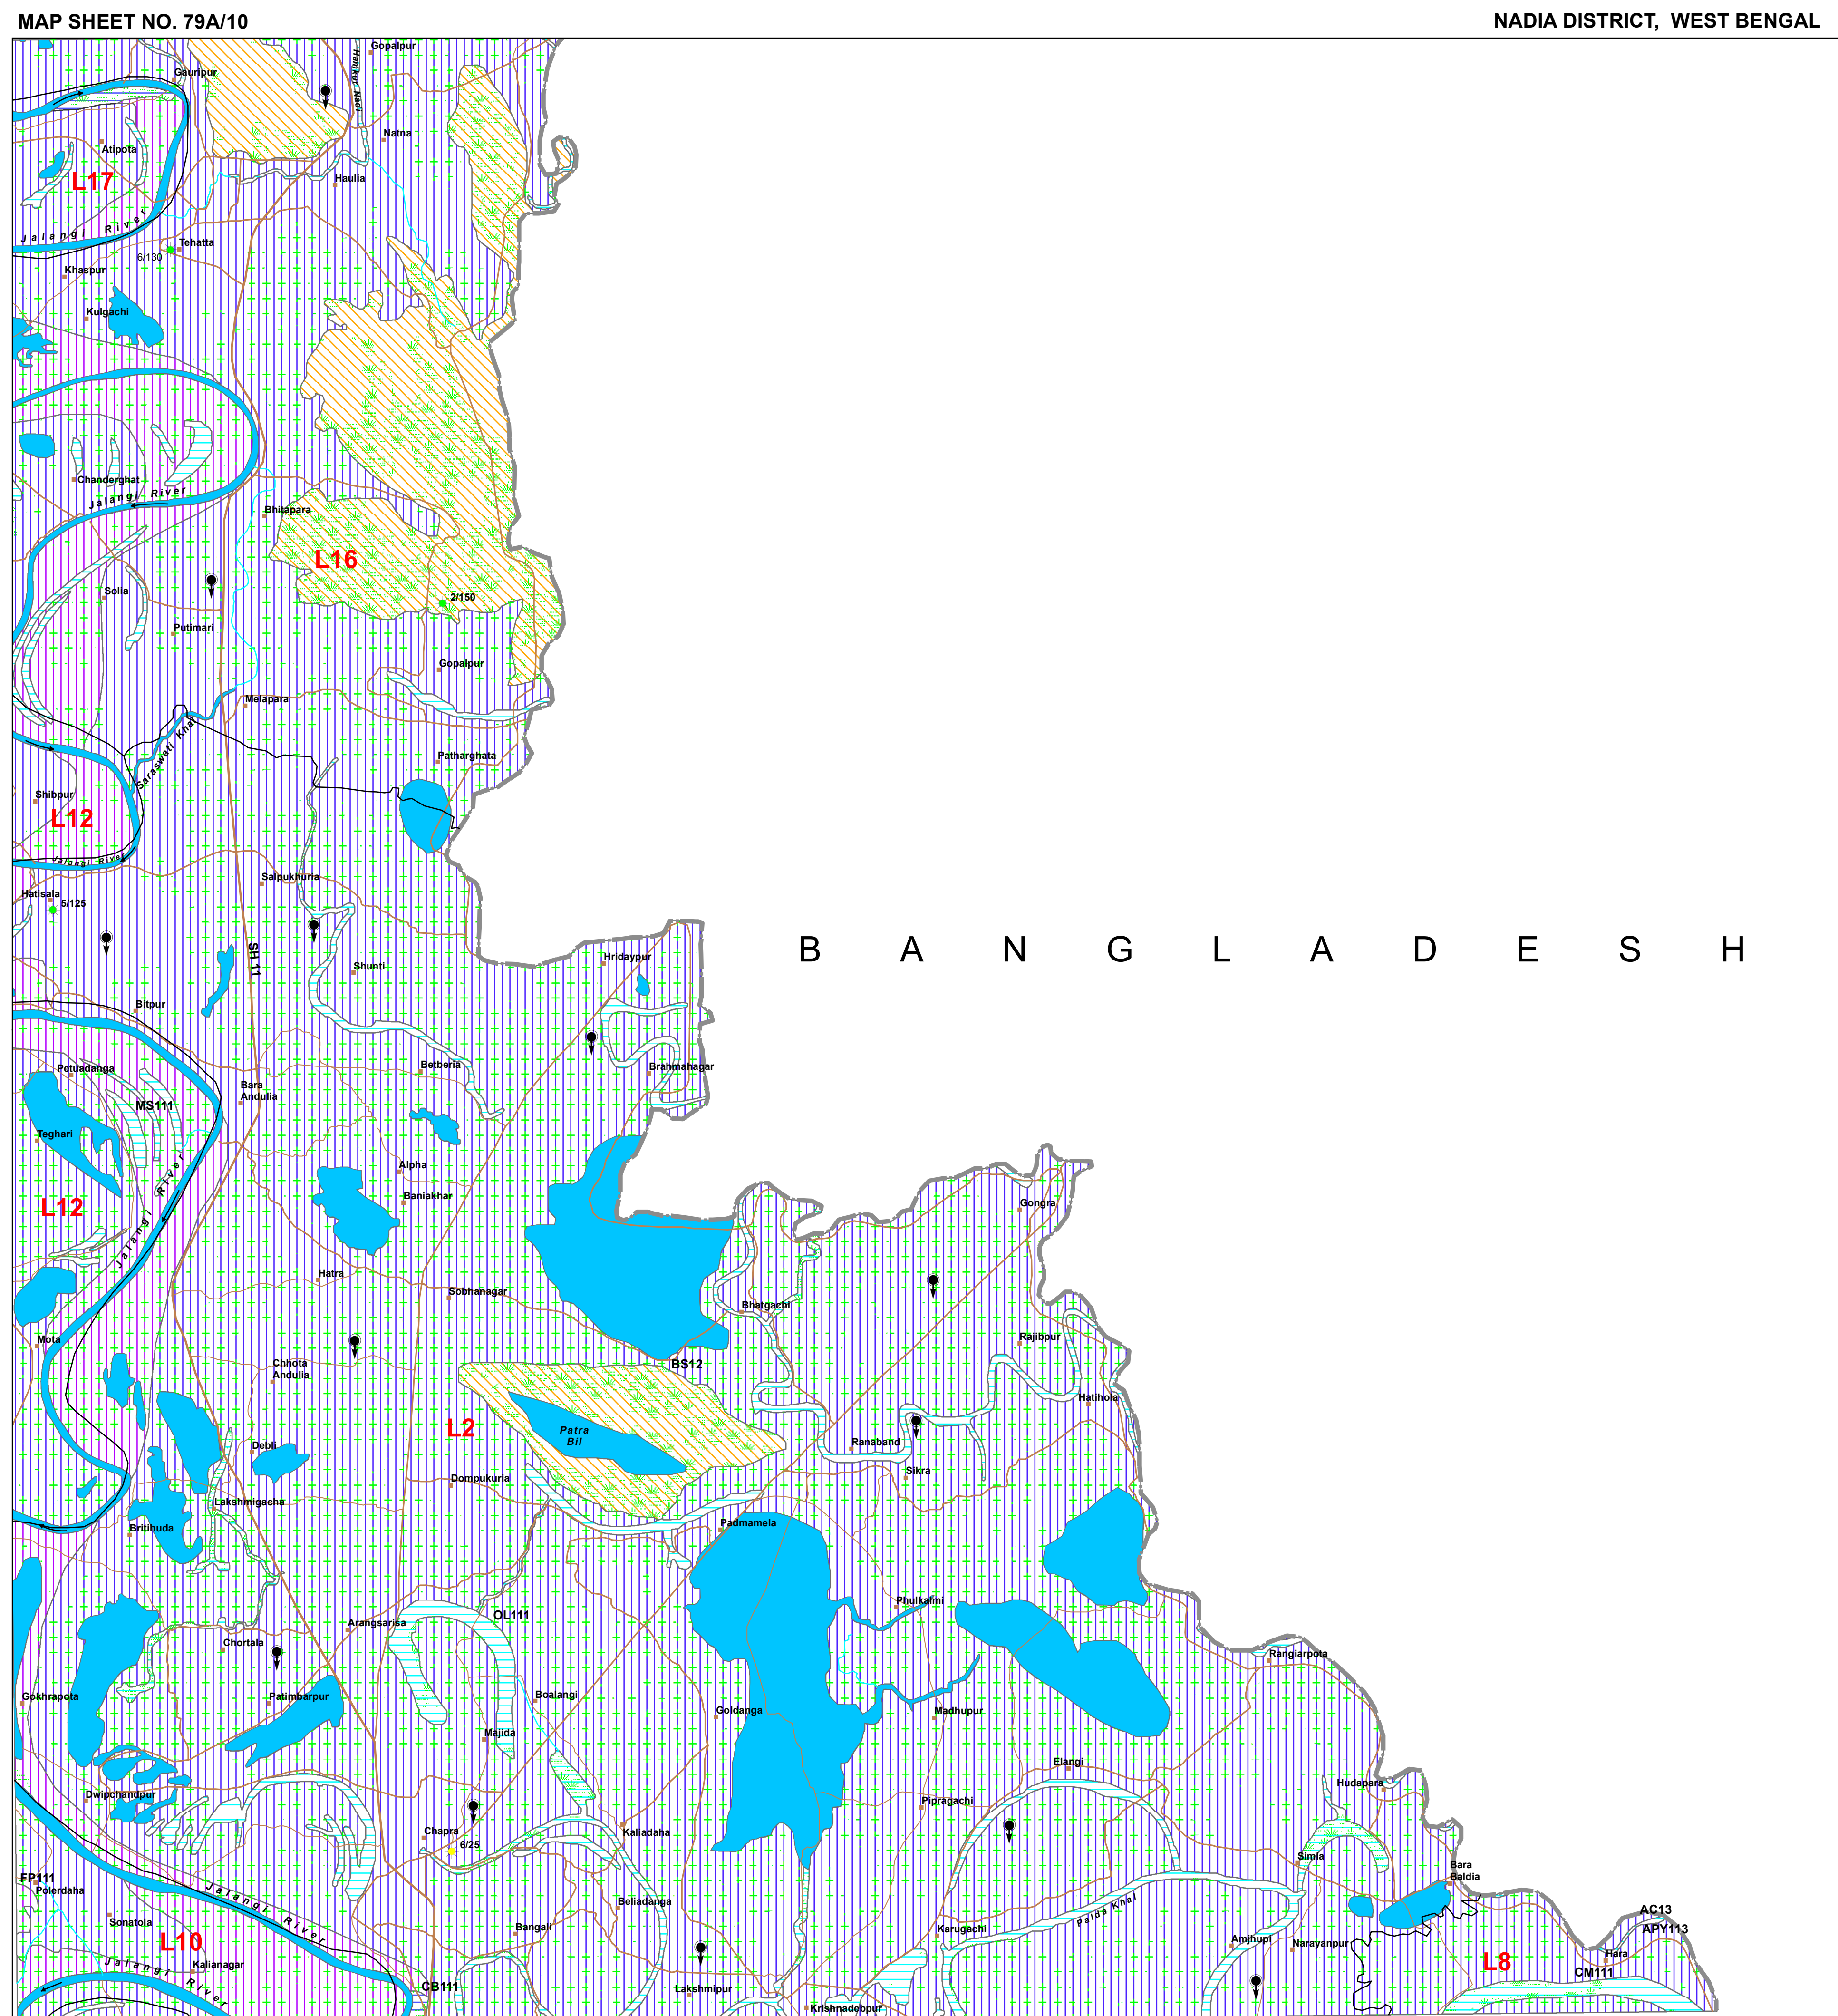 MAP SHEET NO. 79A/10
NADIA DISTRICT, WEST BENGAL
Gopalpur
Gauripur
Hamkur Nadi
Natna
Atipota
Haulia
L17
Jalangi River
Tehatta
6/130
Khaspur
Kulgachi
Chanderghat
Jalangi River
Bhitapara
L16
Solia
2/150
Putimari
Gopalpur
Melapara
Saraswati Khal
Patharghata
Shibpur
L12
Jalangi River
Salpukhuria
Hatisala
5/125
SH 11
B A N G L A D E S H
Hridaypur
Shunti
Bitpur
Petuadanga
Betberia
Brahmahagar
Bara
Andulia
MS111
Teghari
Alpha
Jalangi River
Baniakhar
L12
Gongra
Hatra
Sobhanagar
Bhatgachi
Mota
Rajibpur
Chhota
Andulia
BS12
Hatihola
L2
Patra
Bil
Debli
Ranaband
Sikra
Dompukuria
Lakshmigacha
Britihuda
Padmamela
Phulkalmi
OL111
Arangsarisa
Chortala
Rangiarpota
Gokhrapota
Patimbarpur
Boalangi
Goldanga
Madhupur
Majida
Elangi
Hudapara
Dwipchandpur
Pipragachi
Chapra
6/25
Kaliadaha
Simla
Bara
Baldia
FP111
Polerdaha
Jalangi River
Beliadanga
Palda Khal
AC13
Sonatola
Bangali
Karugachi
APY113
L10
Amjhupi
Narayanpur
Hara
L8
Kalianagar
Jalangi River
CM111
CB111
Lakshmipur
Krishnadebpur